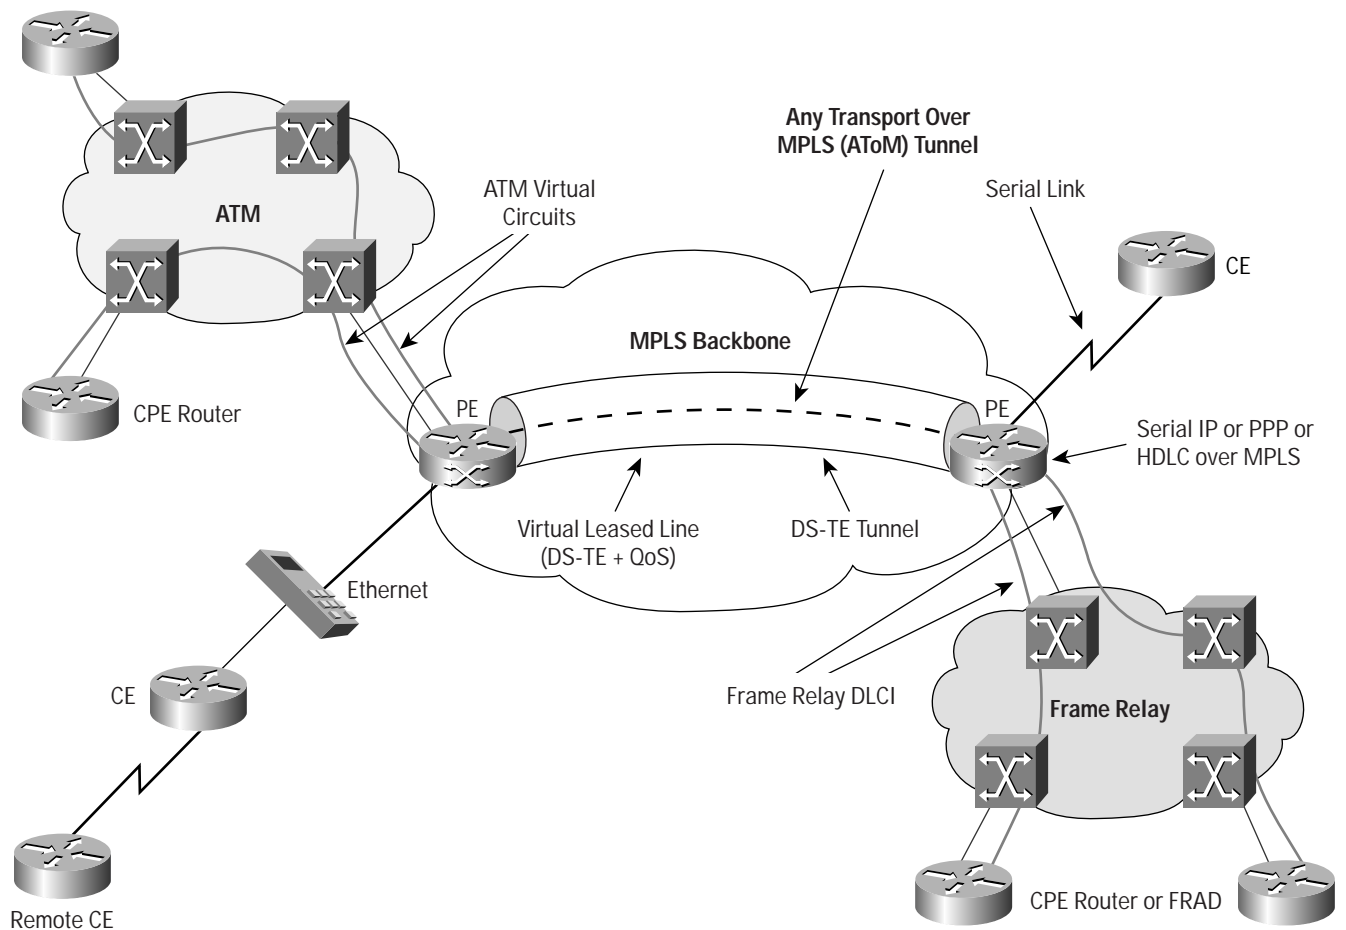 Any Transport Over
MPLS (AToM) Tunnel
ATM Virtual
Circuits
Serial Link
ATM
CE
MPLS Backbone
CPE Router
PE
PE
Serial IP or PPP or
HDLC over MPLS
Virtual Leased Line
(DS-TE + QoS)
DS-TE Tunnel
Ethernet
CE
Frame Relay DLCI
Frame Relay
Remote CE
CPE Router or FRAD